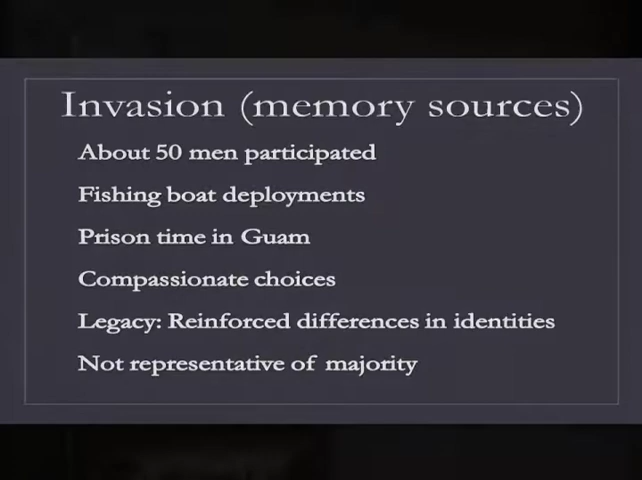 Invasion (memory sources)
About 50 men participated
Fishing boat deployments
Prison time in Guam
Compassionate choices
Legacy: Reinforced differences in identities
Not representative of majority